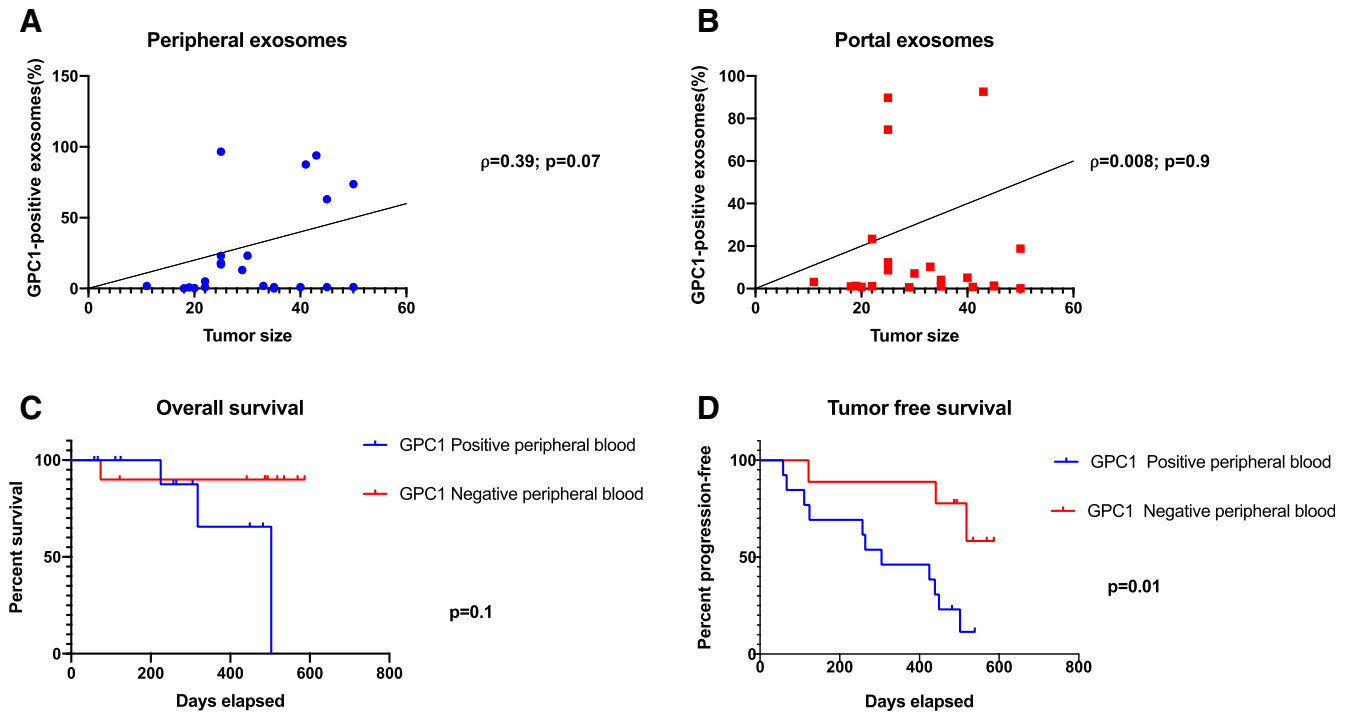 A
Peripheral exosomes
GPC1-positive exosomes(%)
150
100
50
0
0 20 40 60
Tumor size
ρ=0.39; p=0.07
B
Portal exosomes
GPC1-positive exosomes(%)
100
80
60
40
20
0
0 20 40 60
Tumor size
ρ=0.008; p=0.9
C
Overall survival
Percent survival
100
50
0
0 200 400 600 800
Days elapsed
GPC1 Positive peripheral blood
GPC1 Negative peripheral blood
p=0.1
D
Tumor free survival
Percent progression-free
100
50
0
0 200 400 600 800
Days elapsed
GPC1 Positive peripheral blood
GPC1 Negative peripheral blood
p=0.01